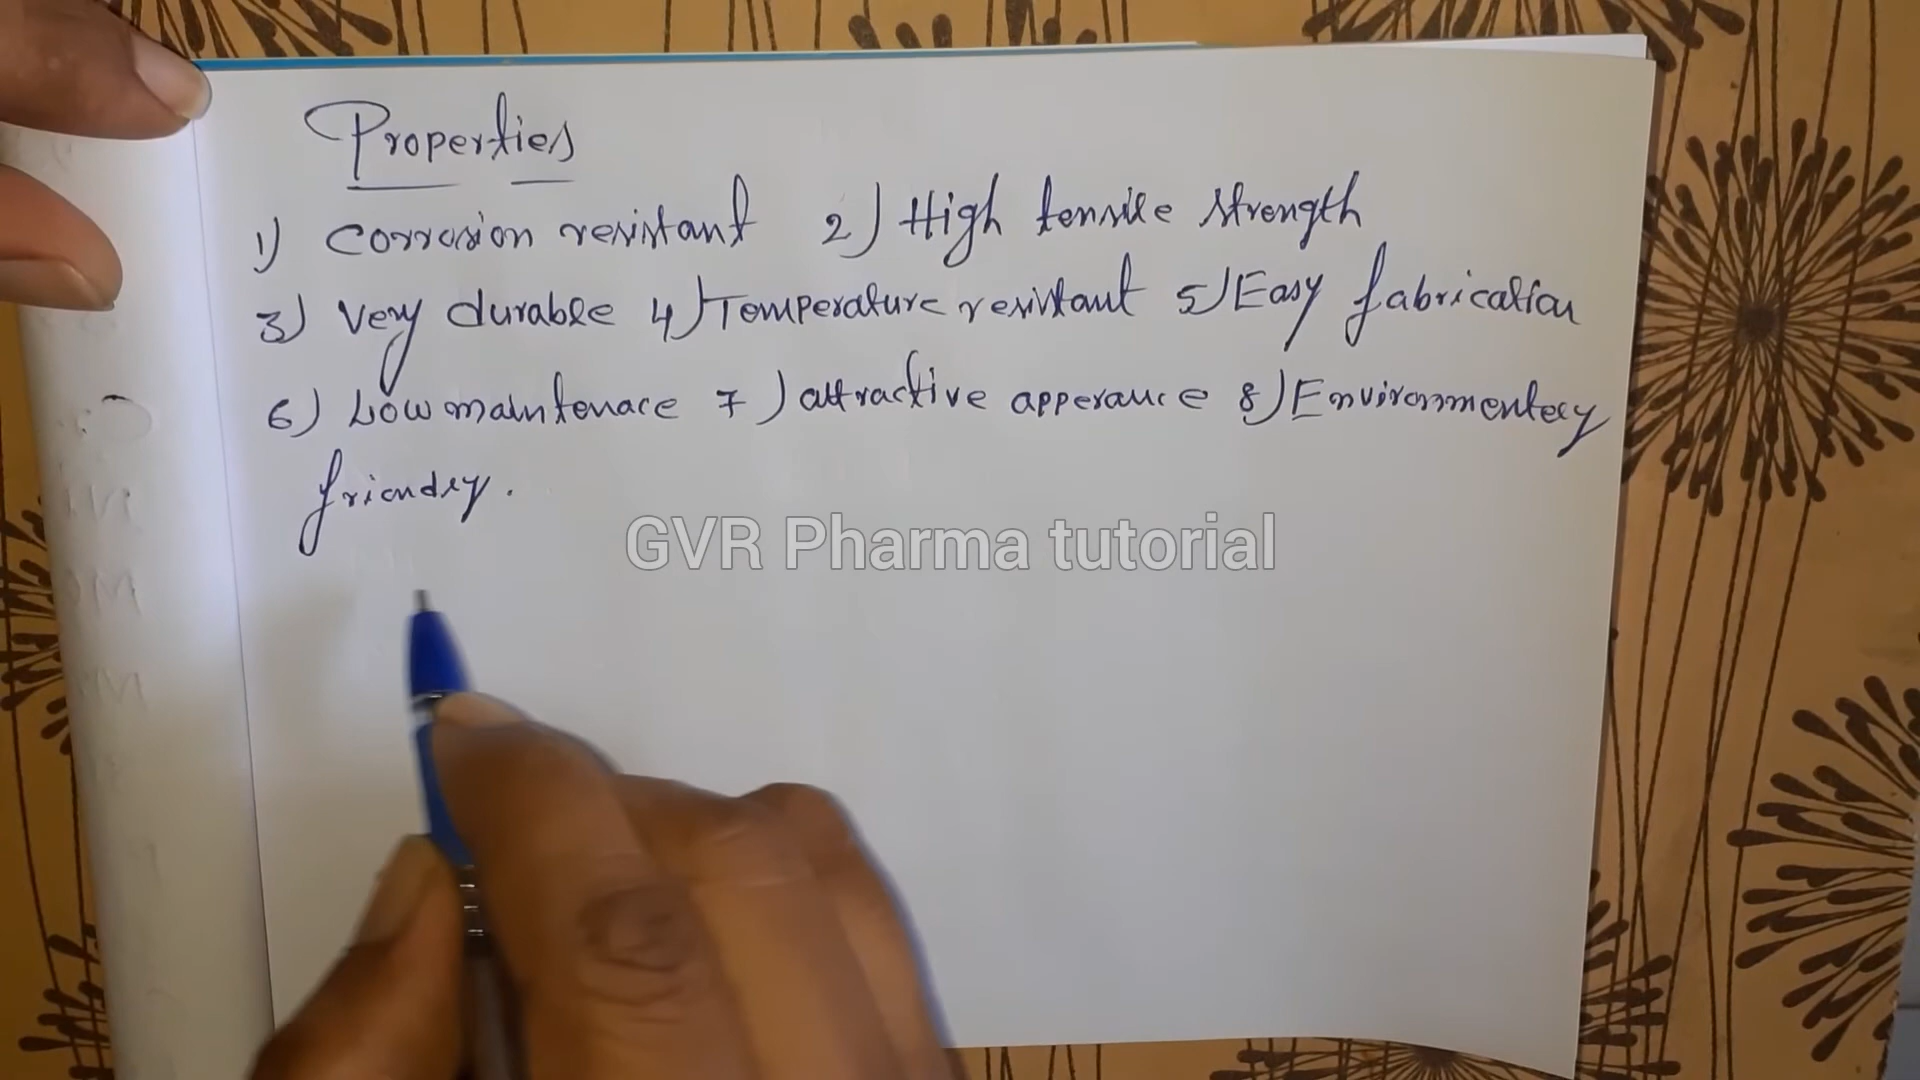 Properties
1) Corrosion resistant 2) High tensile strength
3) Very durable 4) Temperature resistant 5) Easy fabrication
6) Low maintenace 7) attractive apperance 8) Environmentely
friendly.
GVR Pharma tutorial